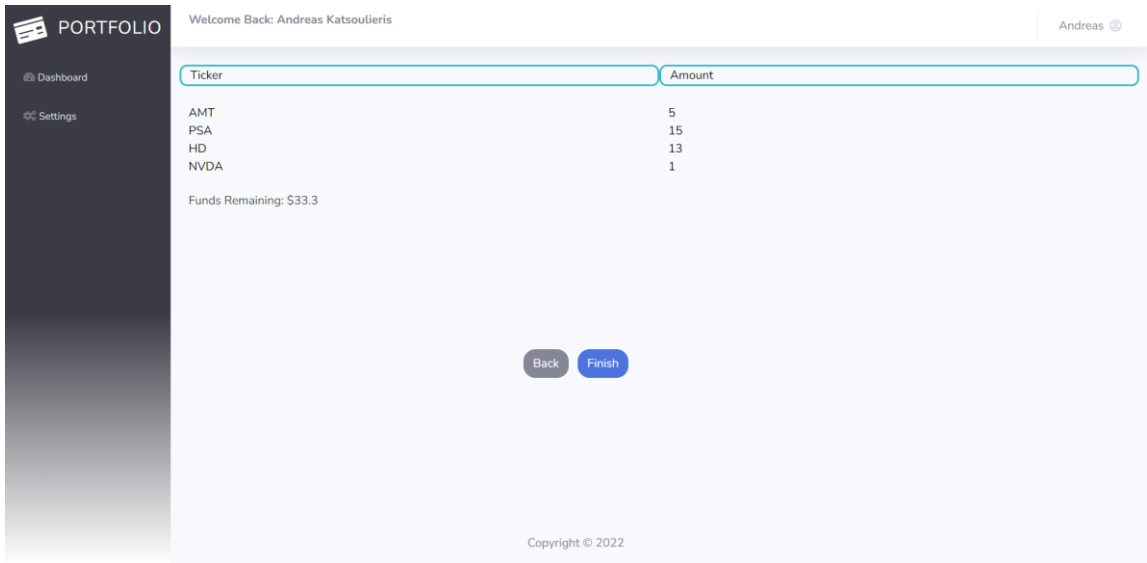 PORTFOLIO
Welcome Back: Andreas Katsoulieris
Andreas
Dashboard
Settings
Ticker Amount
AMT 5
PSA 15
HD 13
NVDA 1
Funds Remaining: $33.3
Back Finish
Copyright © 2022